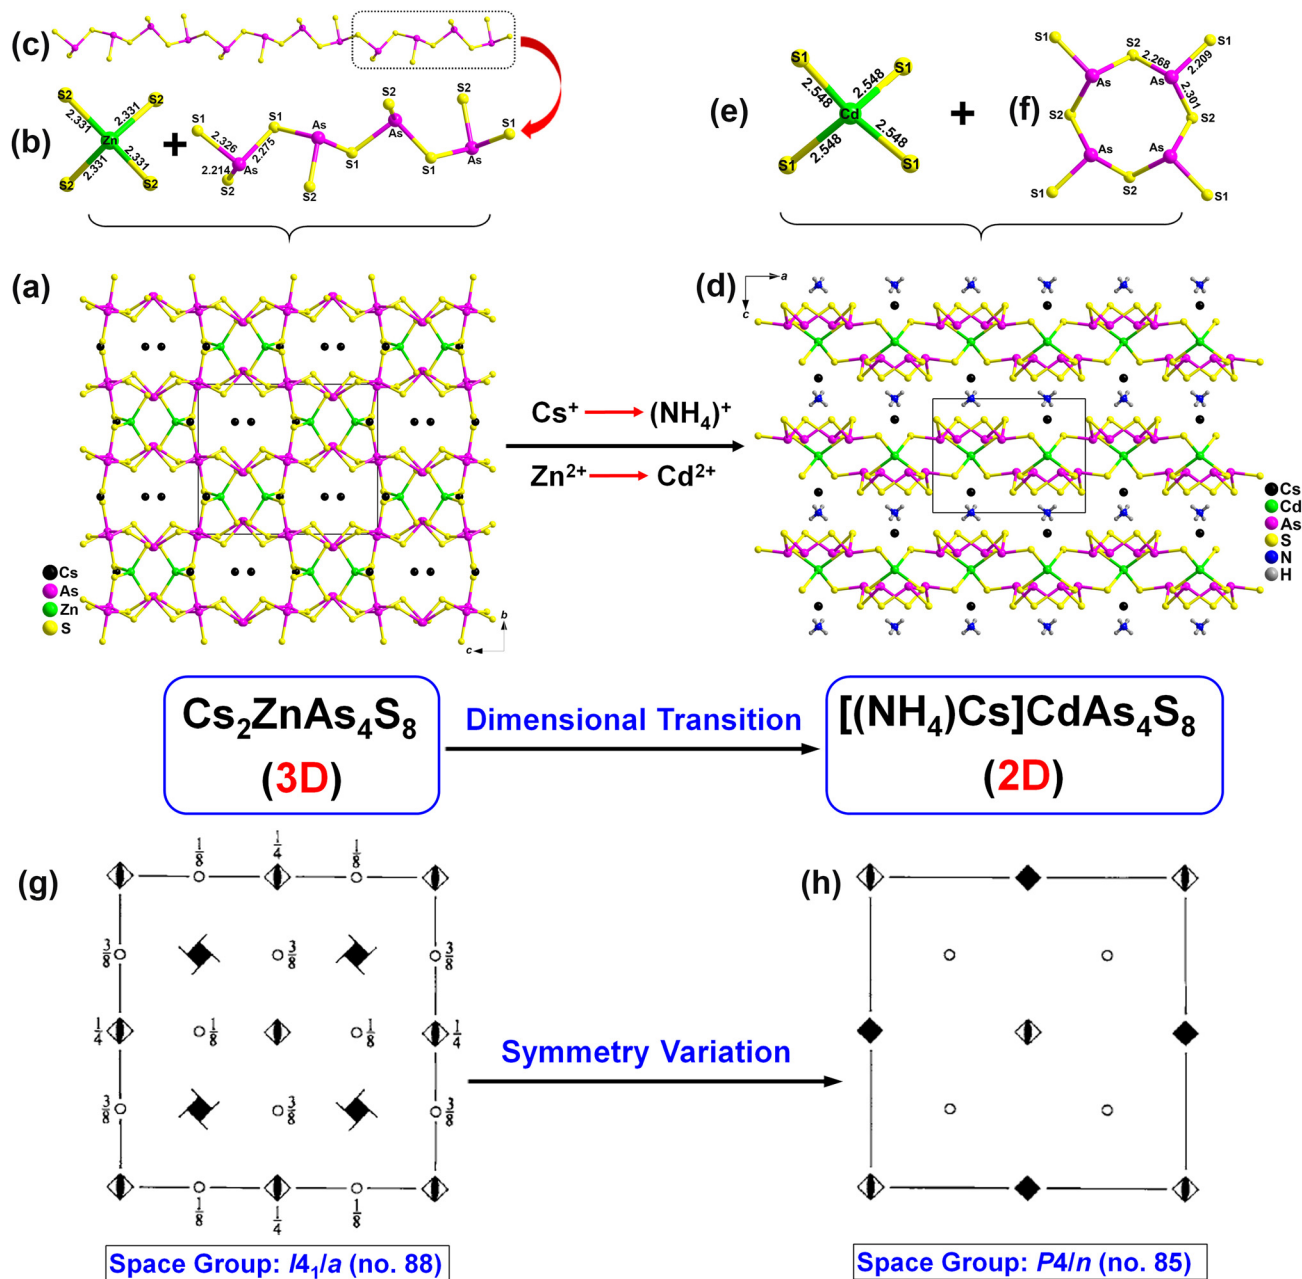 (c)
(b)
S2
S2
2.331
2.331
Zn
2.331
2.331
S2
S2
+
S1
2.326
S1
2.275
2.214
As
S2
As
S2
S1
S2
As
S1
S2
S1
As
(e)
S1
S1
2.548
2.548
Cd
2.548
2.548
S1
S1
+
(f)
S1
S2
S1
2.268
2.209
As
As
2.301
S2
S2
As
As
S1
S2
S1
(a)
Cs
As
Zn
S
b
c
Cs⁺ (NH₄)⁺
Zn²⁺ Cd²⁺
(d)
a
c
Cs
Cd
As
S
N
H
Cs₂ZnAs₄S₈
(3D)
Dimensional Transition
[(NH₄)Cs]CdAs₄S₈
(2D)
(g)
1/8 1/4 1/8
3/8 3/8 3/8
1/4 1/8 1/8 1/4
3/8 3/8 3/8
1/8 1/4 1/8
Space Group: I4₁/a (no. 88)
Symmetry Variation
(h)
Space Group: P4/n (no. 85)